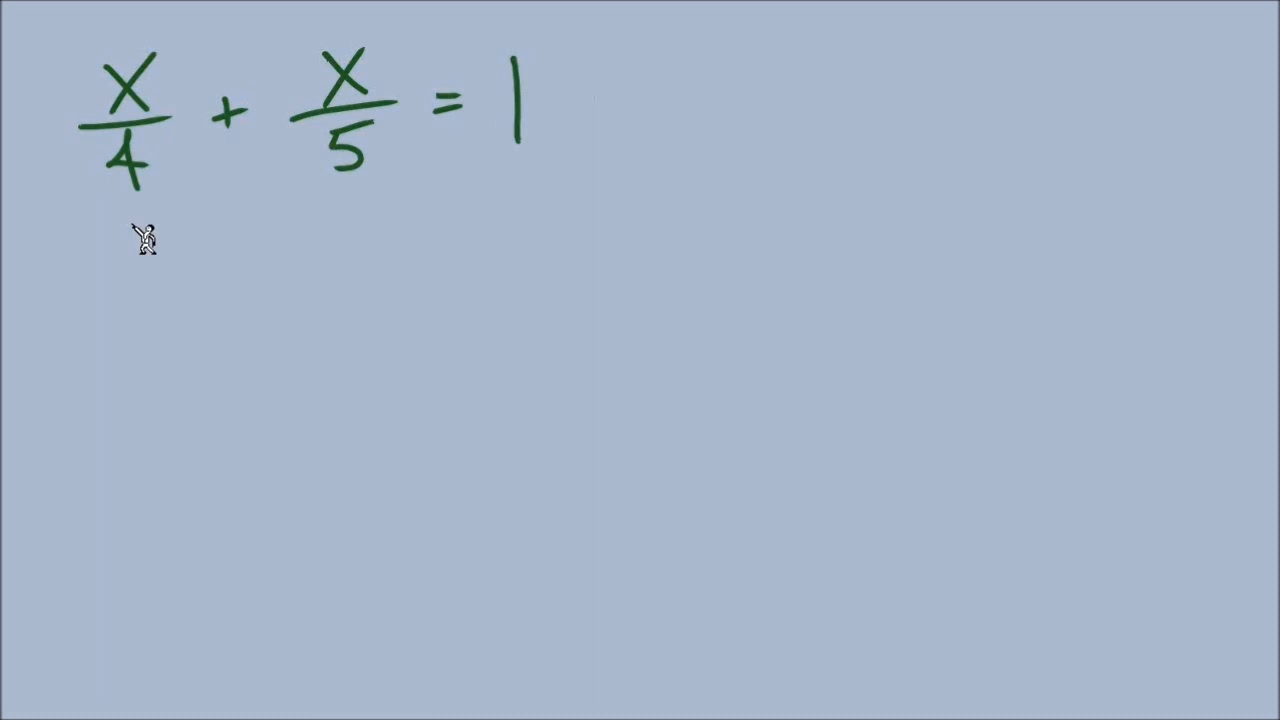 x/4 + x/5 = 1